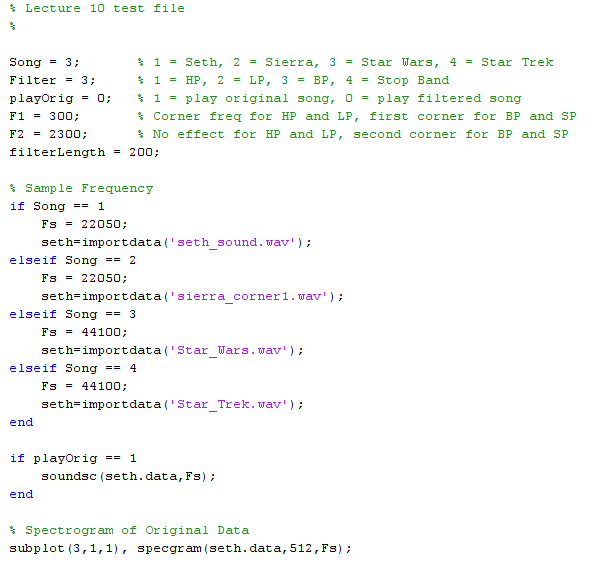 % Lecture 10 test file
%
Song = 3;       % 1 = Seth, 2 = Sierra, 3 = Star Wars, 4 = Star Trek
Filter = 3;     % 1 = HP, 2 = LP, 3 = BP, 4 = Stop Band
playOrig = 0;   % 1 = play original song, 0 = play filtered song
F1 = 300;       % Corner freq for HP and LP, first corner for BP and SP
F2 = 2300;      % No effect for HP and LP, second corner for BP and SP
filterLength = 200;
% Sample Frequency
if Song == 1
    Fs = 22050;
    seth=importdata('seth_sound.wav');
elseif Song == 2
    Fs = 22050;
    seth=importdata('sierra_corner1.wav');
elseif Song == 3
    Fs = 44100;
    seth=importdata('Star_Wars.wav');
elseif Song == 4
    Fs = 44100;
    seth=importdata('Star_Trek.wav');
end
if playOrig == 1
    soundsc(seth.data,Fs);
end
% Spectrogram of Original Data
subplot(3,1,1), specgram(seth.data,512,Fs);